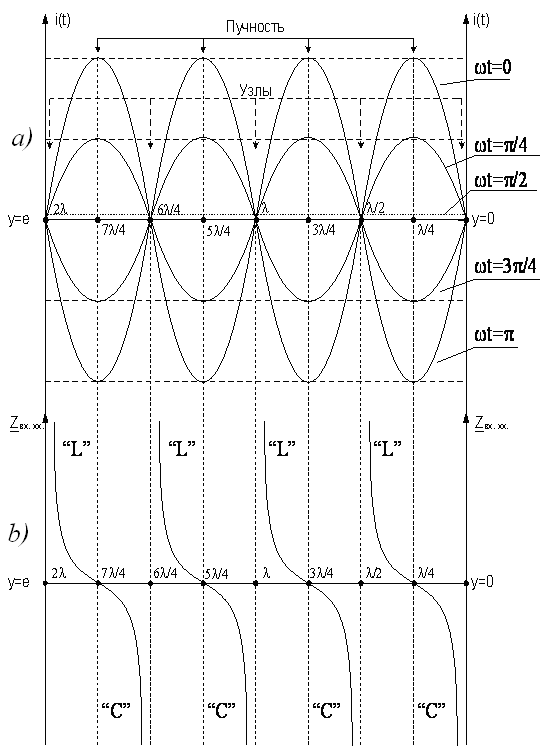 i(t) Пучность i(t)
ωt=0
Узлы
a)
ωt=π/4
ωt=π/2
2λ 6λ/4 λ λ/2
y=e 7λ/4 5λ/4 3λ/4 λ/4 y=0
ωt=3π/4
ωt=π
Zвх.хх. Zвх.хх.
“L” “L” “L” “L”
b)
2λ 7λ/4 6λ/4 5λ/4 λ 3λ/4 λ/2 λ/4
y=e y=0
“C” “C” “C” “C”